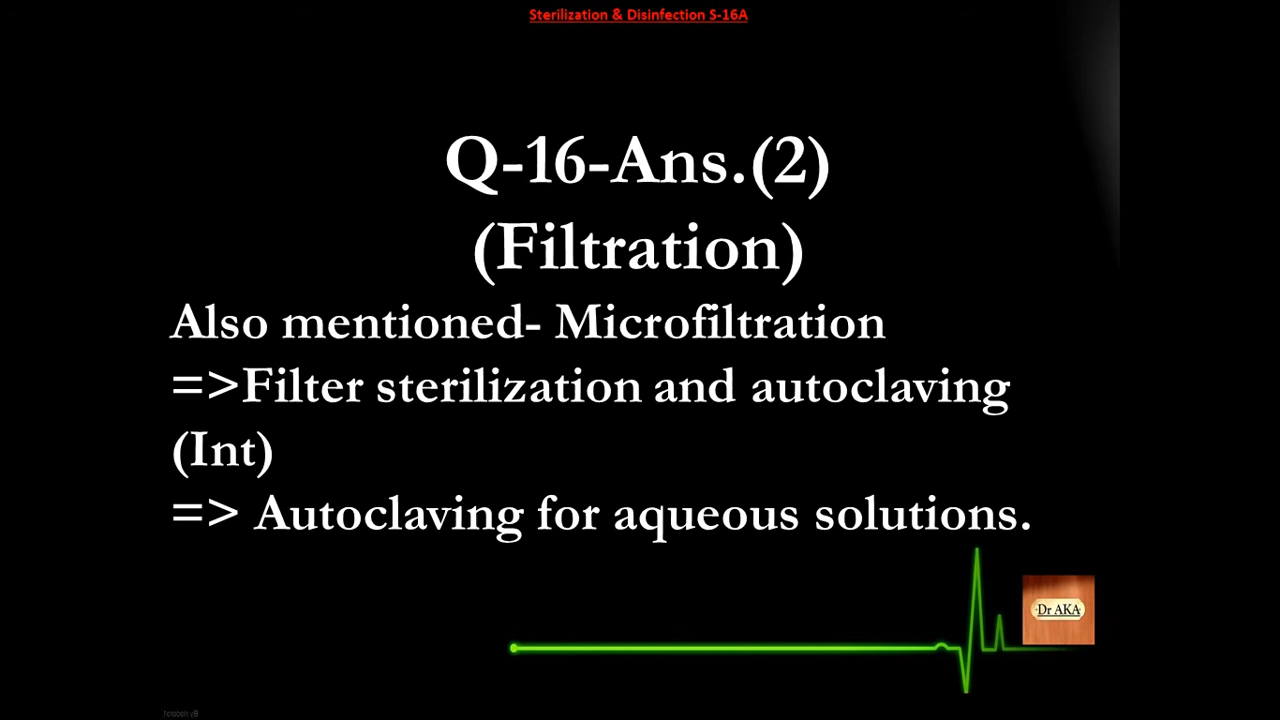 Sterilization & Disinfection S-16A
Q-16-Ans.(2)
(Filtration)
Also mentioned- Microfiltration
=>Filter sterilization and autoclaving
(Int)
=> Autoclaving for aqueous solutions.
Dr AKA